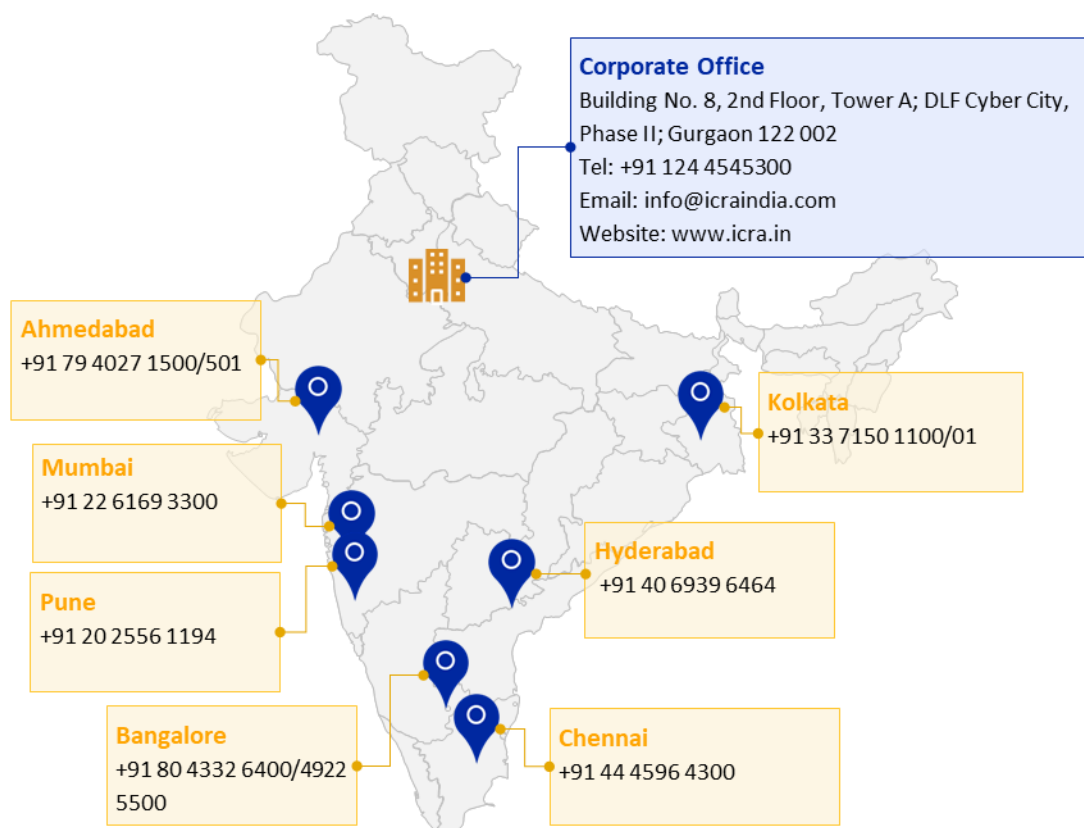 Corporate Office
Building No. 8, 2nd Floor, Tower A; DLF Cyber City,
Phase II; Gurgaon 122 002
Tel: +91 124 4545300
Email: info@icraindia.com
Website: www.icra.in
Ahmedabad
+91 79 4027 1500/501
Kolkata
+91 33 7150 1100/01
Mumbai
+91 22 6169 3300
Hyderabad
+91 40 6939 6464
Pune
+91 20 2556 1194
Bangalore
+91 80 4332 6400/4922
5500
Chennai
+91 44 4596 4300